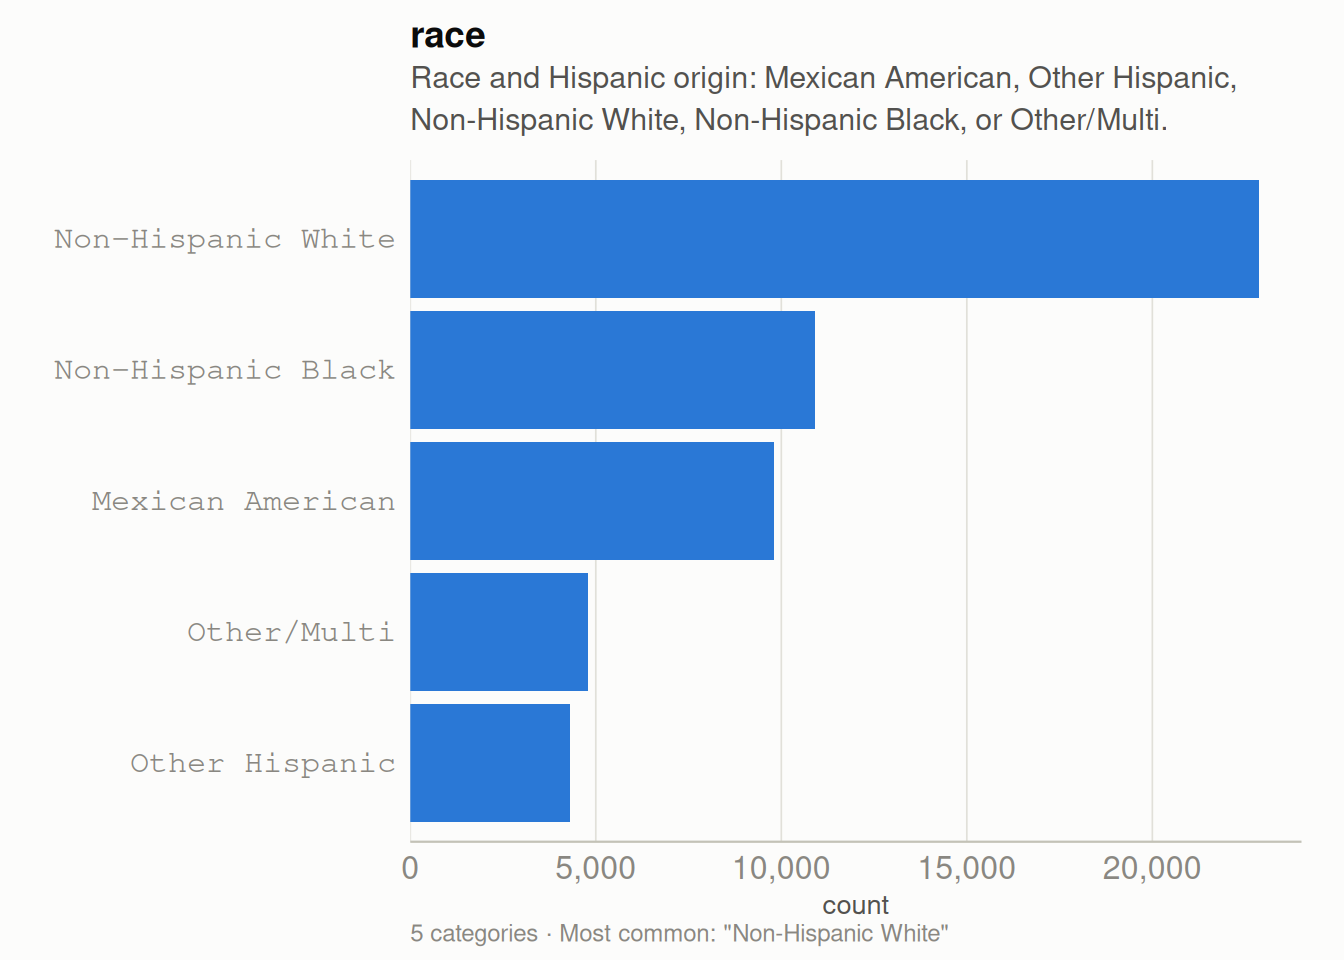 race
Race and Hispanic origin: Mexican American, Other Hispanic,
Non-Hispanic White, Non-Hispanic Black, or Other/Multi.
Non-Hispanic White
Non-Hispanic Black
Mexican American
Other/Multi
Other Hispanic
0 5,000 10,000 15,000 20,000
count
5 categories · Most common: "Non-Hispanic White"